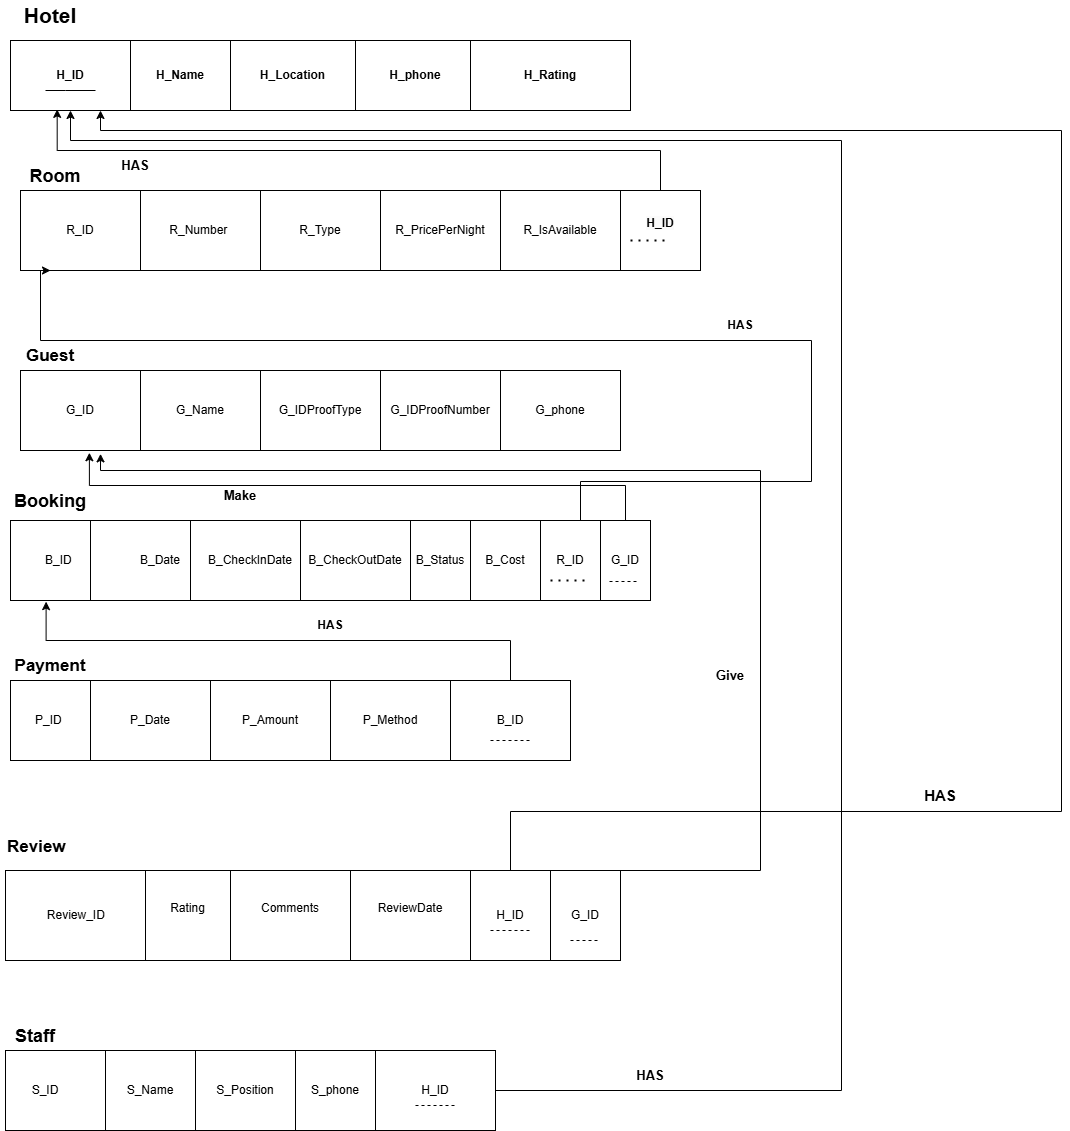 Hotel
H_ID H_Name H_Location H_phone H_Rating
HAS
Room
R_ID R_Number R_Type R_PricePerNight R_IsAvailable H_ID
HAS
Guest
G_ID G_Name G_IDProofType G_IDProofNumber G_phone
Make
Booking
B_ID B_Date B_CheckInDate B_CheckOutDate B_Status B_Cost R_ID G_ID
HAS
Payment
Give
P_ID P_Date P_Amount P_Method B_ID
HAS
Review
Review_ID Rating Comments ReviewDate H_ID G_ID
Staff
HAS
S_ID S_Name S_Position S_phone H_ID